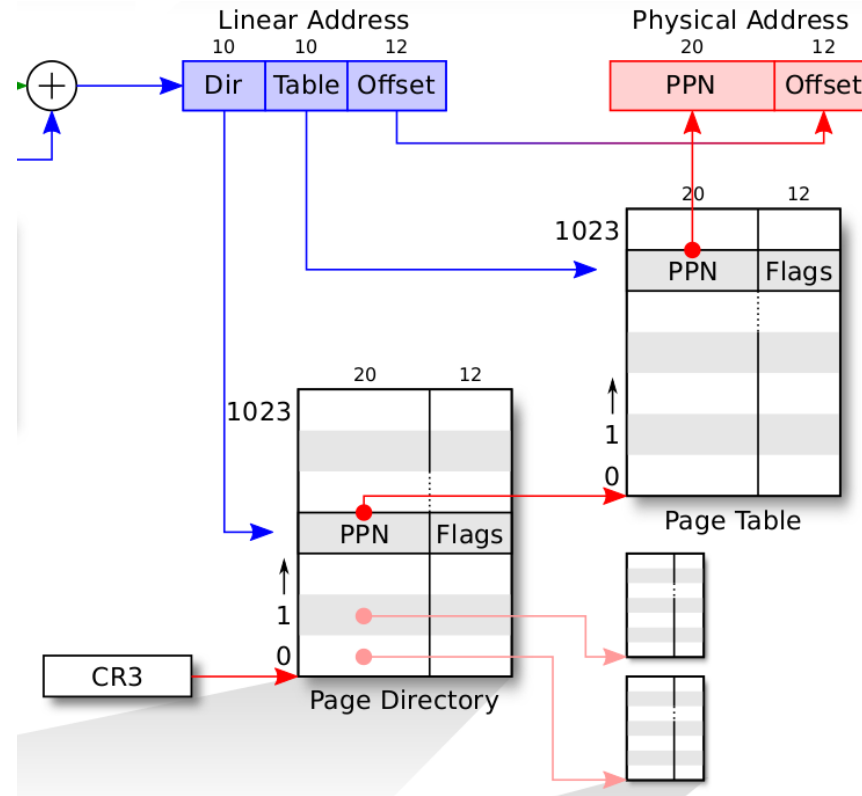 Linear Address
Physical Address
10 10 12
20 12
Dir Table Offset
PPN Offset
20 12
1023
PPN Flags
20 12
1023
1
0
Page Table
PPN Flags
1
0
CR3
Page Directory